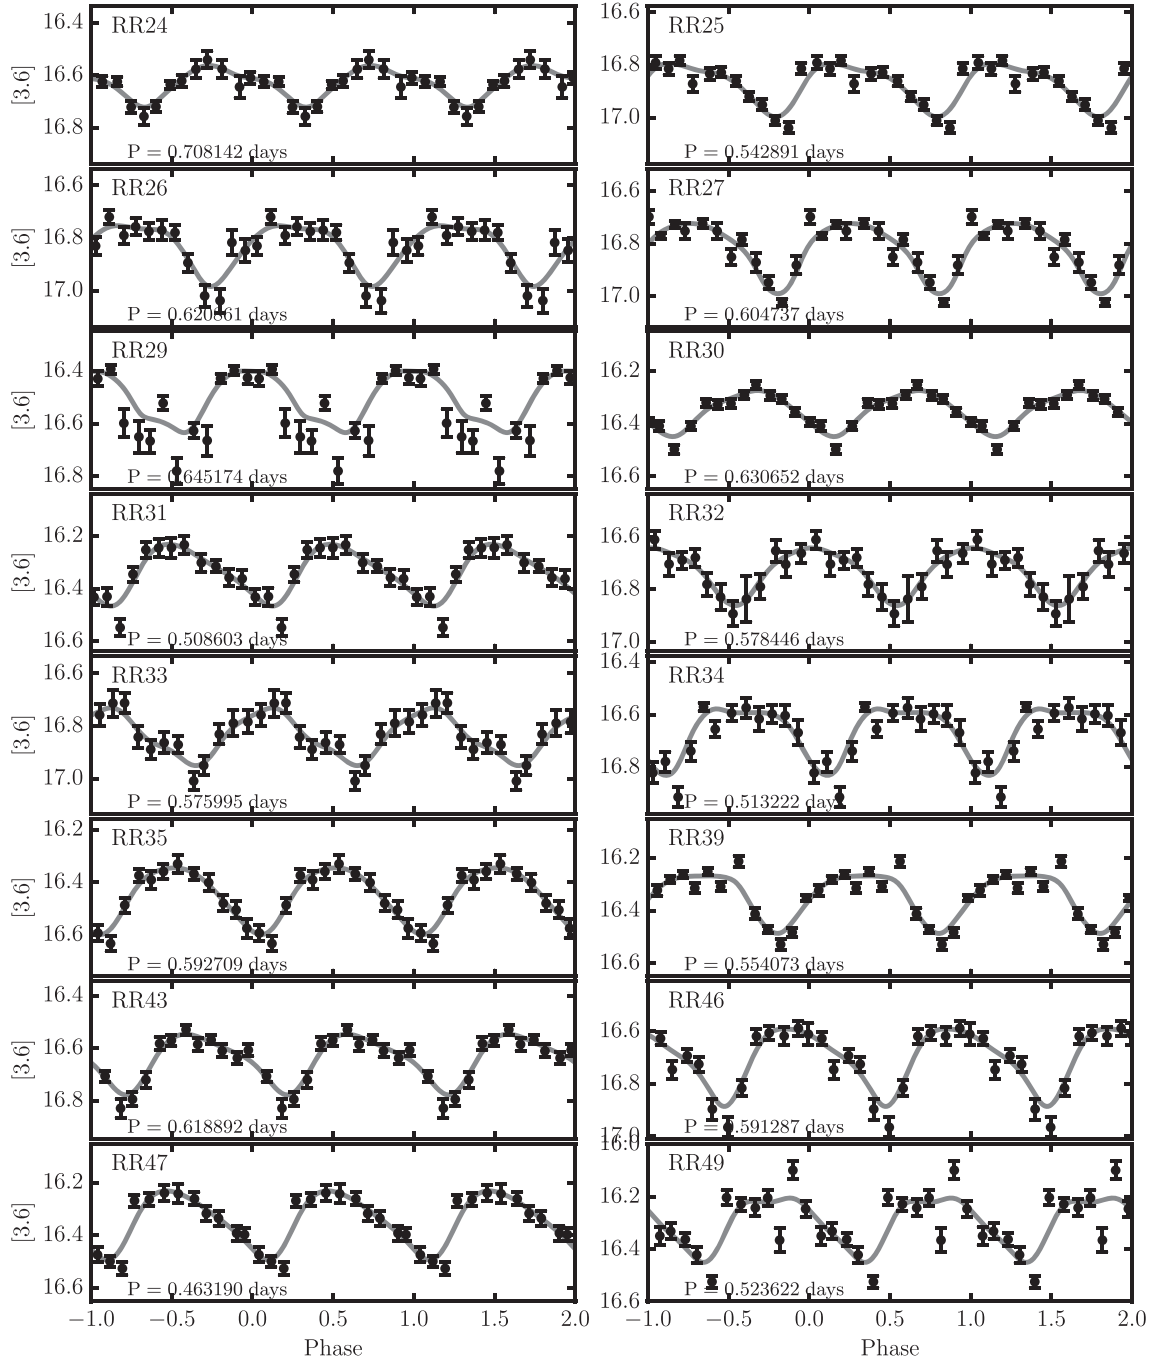 RR24
16.4
16.6
16.8
[3.6]
P = 0.708142 days
RR25
16.6
16.8
17.0
P = 0.542891 days
RR26
16.6
16.8
17.0
[3.6]
P = 0.620861 days
RR27
16.6
16.8
17.0
P = 0.604737 days
RR29
16.4
16.6
16.8
[3.6]
P = 0.645174 days
RR30
16.2
16.4
16.6
P = 0.630652 days
RR31
16.2
16.4
16.6
[3.6]
P = 0.508603 days
RR32
16.6
16.8
17.0
P = 0.578446 days
RR33
16.6
16.8
17.0
[3.6]
P = 0.575995 days
RR34
16.4
16.6
16.8
P = 0.513222 days
RR35
16.2
16.4
16.6
[3.6]
P = 0.592709 days
RR39
16.2
16.4
16.6
P = 0.554073 days
RR43
16.4
16.6
16.8
[3.6]
P = 0.618892 days
RR46
16.6
16.8
17.0
P = 0.591287 days
RR47
16.2
16.4
16.6
[3.6]
P = 0.463190 days
−1.0 −0.5 0.0 0.5 1.0 1.5 2.0
Phase
RR49
16.0
16.2
16.4
16.6
P = 0.523622 days
−1.0 −0.5 0.0 0.5 1.0 1.5 2.0
Phase